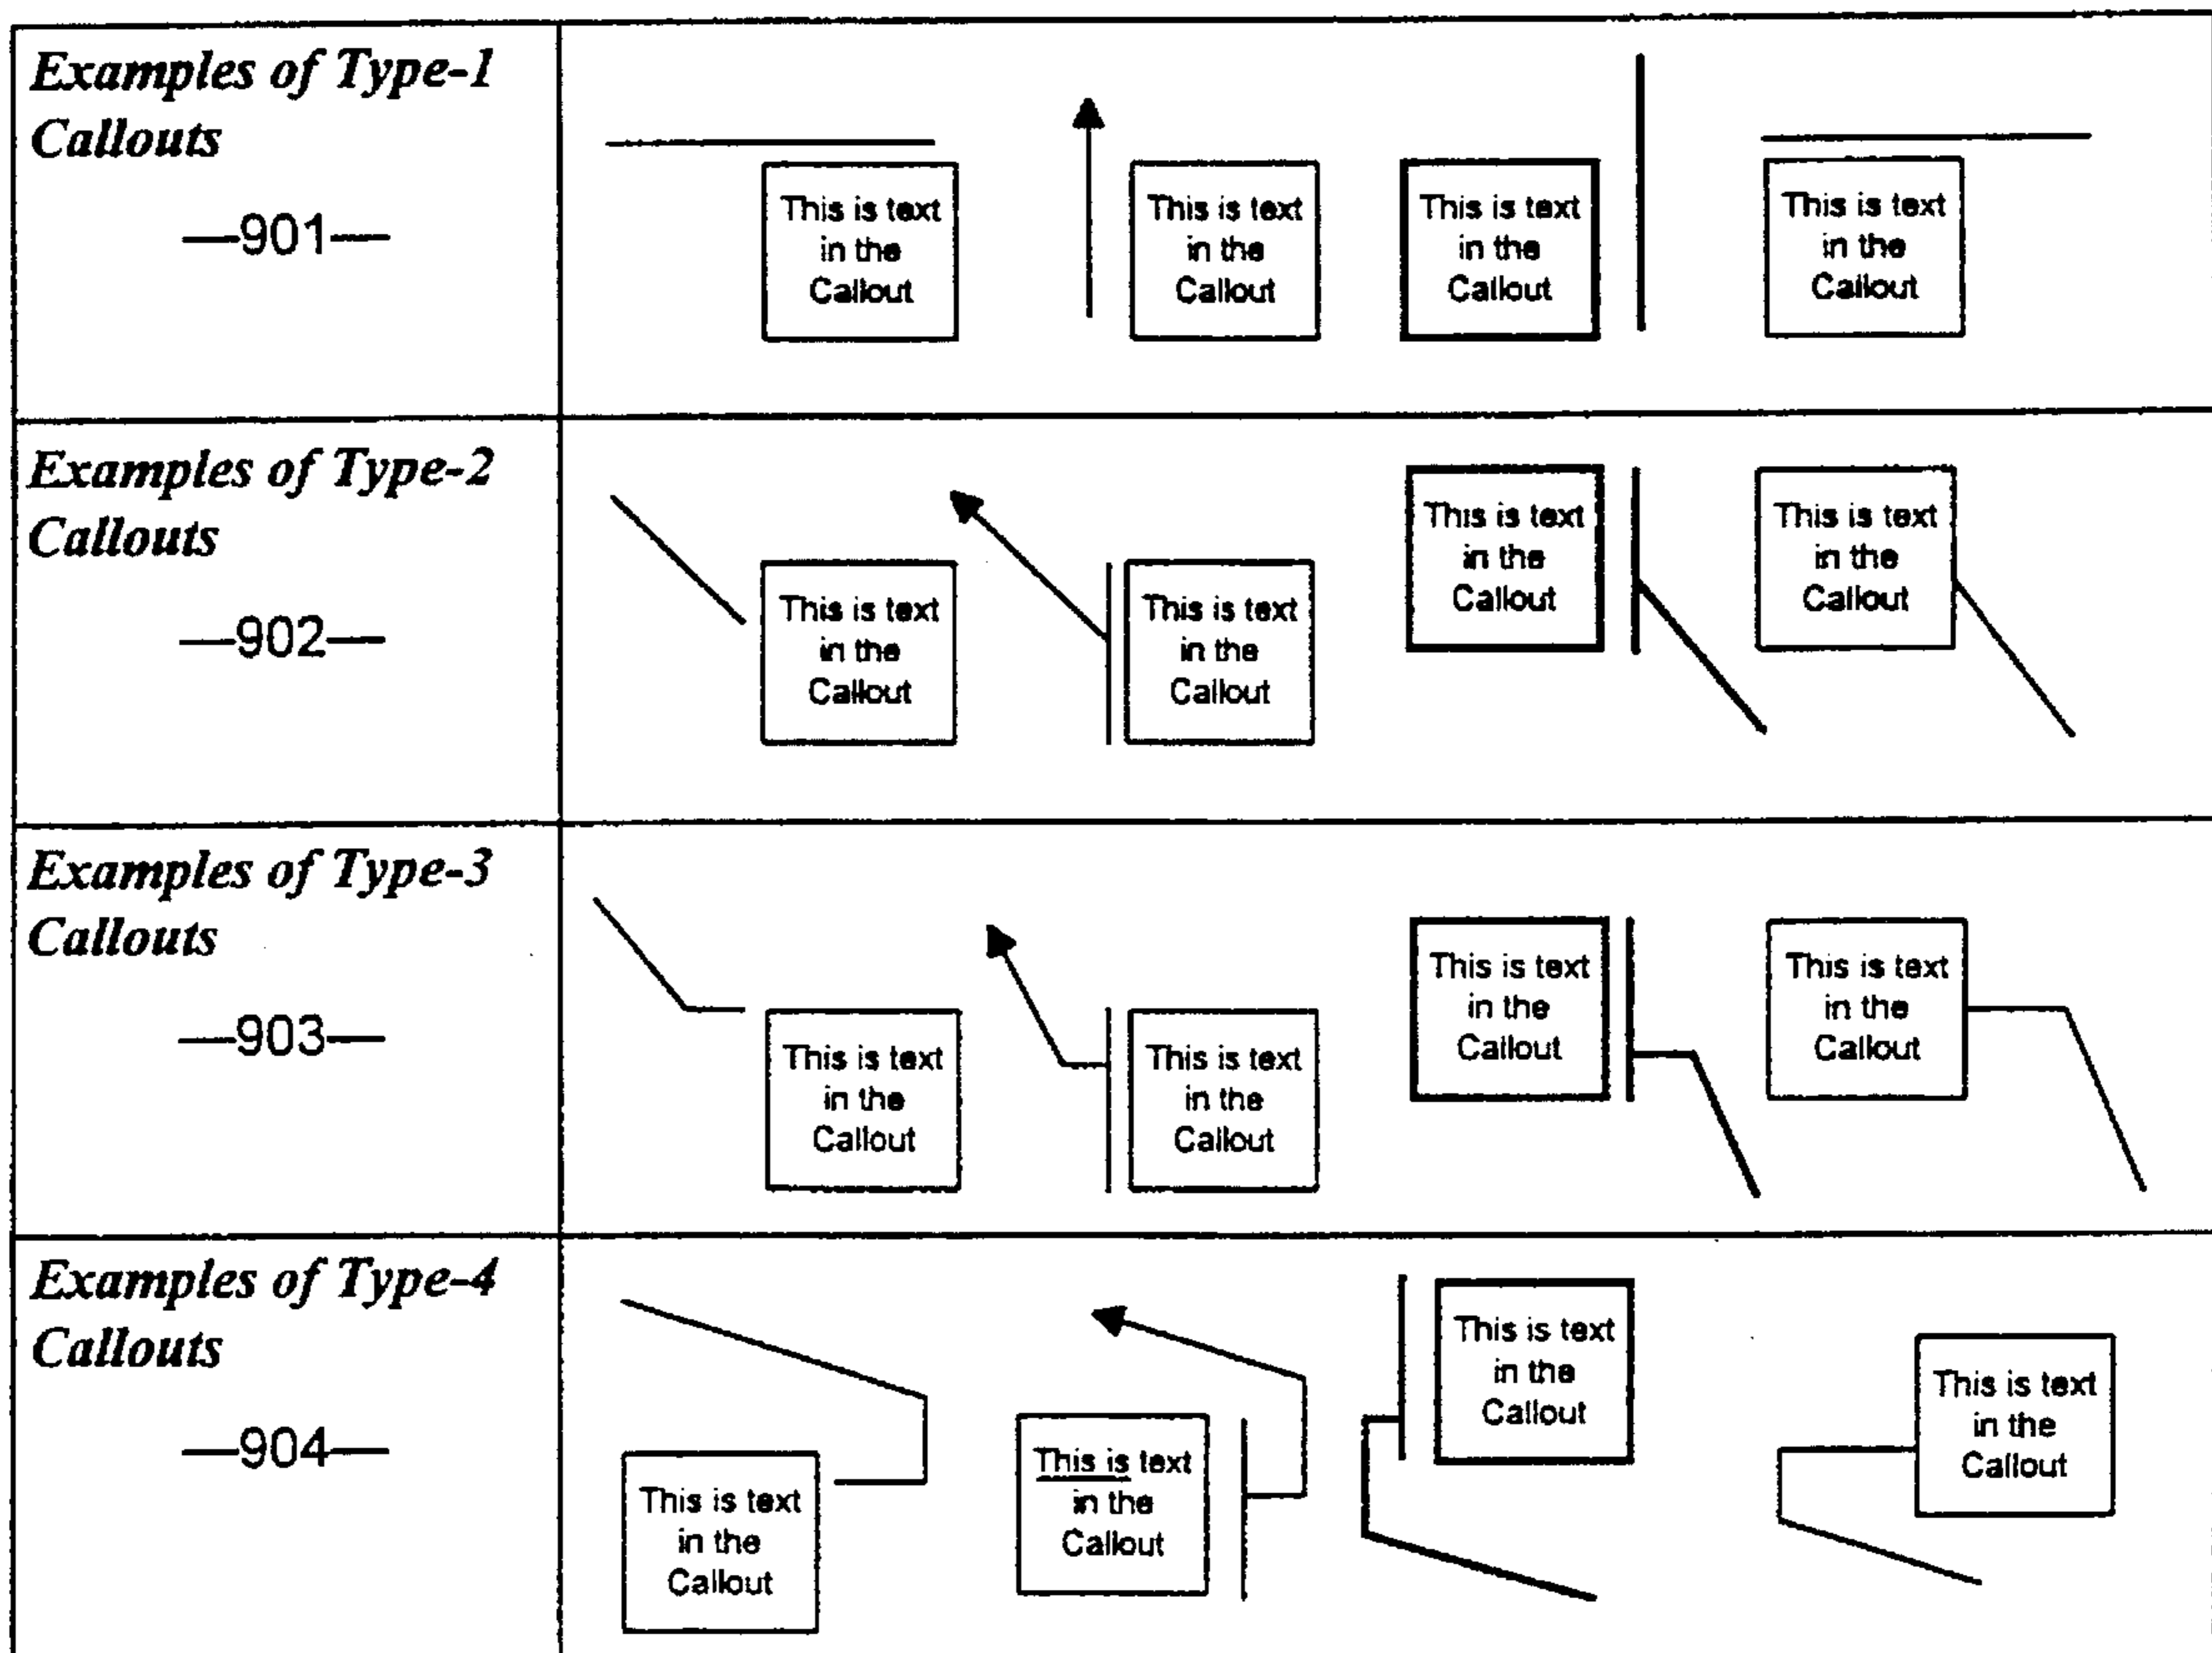 Examples of Type-1
Callouts
—901—
This is text
in the
Callout
This is text
in the
Callout
This is text
in the
Callout
This is text
in the
Callout
Examples of Type-2
Callouts
—902—
This is text
in the
Callout
This is text
in the
Callout
This is text
in the
Callout
This is text
in the
Callout
Examples of Type-3
Callouts
—903—
This is text
in the
Callout
This is text
in the
Callout
This is text
in the
Callout
This is text
in the
Callout
Examples of Type-4
Callouts
—904—
This is text
in the
Callout
This is text
in the
Callout
This is text
in the
Callout
This is text
in the
Callout